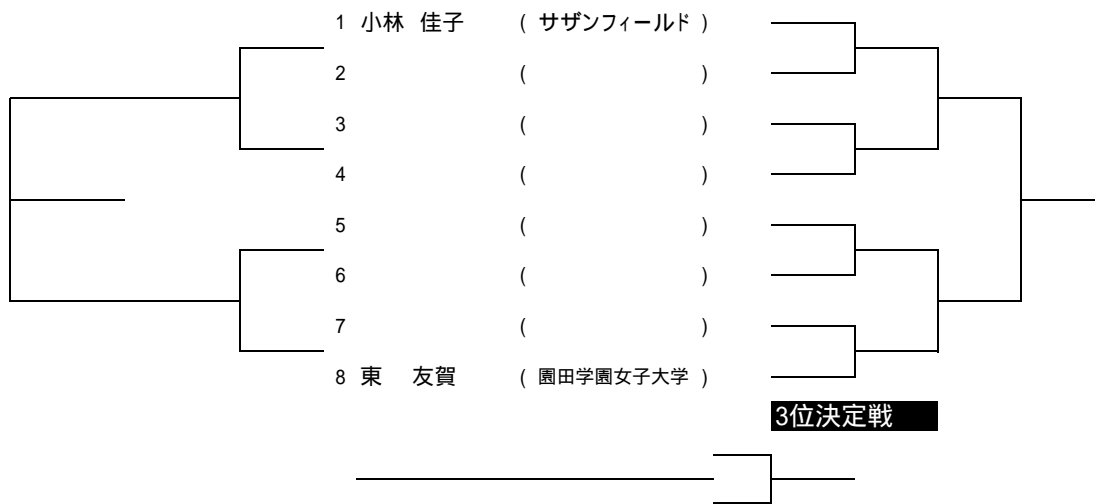 1 小林 佳子 ( サザンフィールド )
2 ( )
3 ( )
4 ( )
5 ( )
6 ( )
7 ( )
8 東 友賀 ( 園田学園女子大学 )
3位決定戦